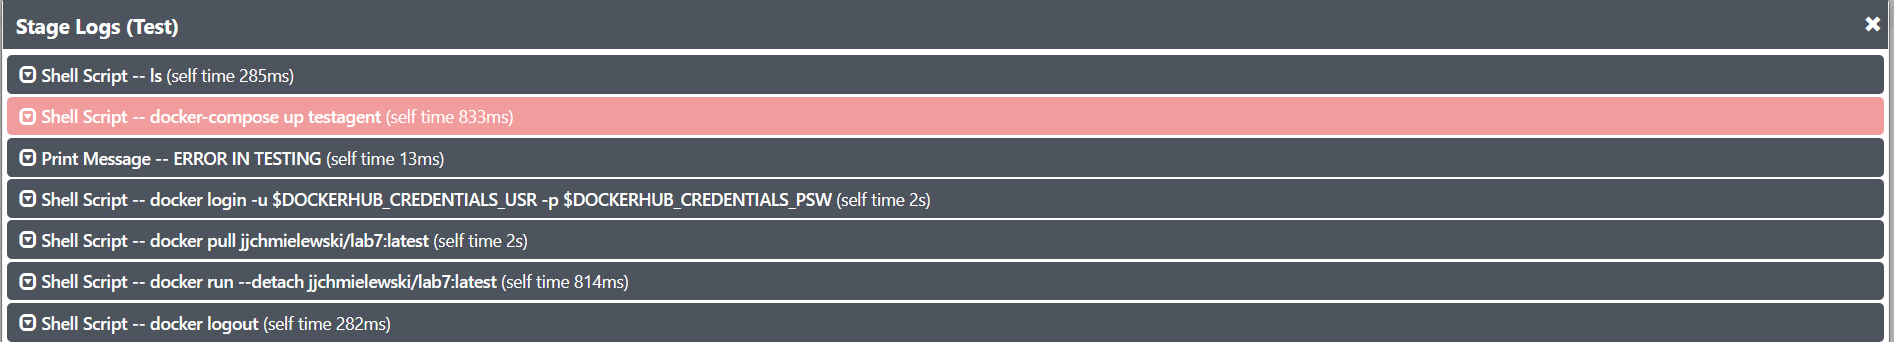 Stage Logs (Test)
Shell Script -- ls (self time 285ms)
Shell Script -- docker-compose up testagent (self time 833ms)
Print Message -- ERROR IN TESTING (self time 13ms)
Shell Script -- docker login -u $DOCKERHUB_CREDENTIALS_USR -p $DOCKERHUB_CREDENTIALS_PSW (self time 2s)
Shell Script -- docker pull jjchmielewski/lab7:latest (self time 2s)
Shell Script -- docker run --detach jjchmielewski/lab7:latest (self time 814ms)
Shell Script -- docker logout (self time 282ms)